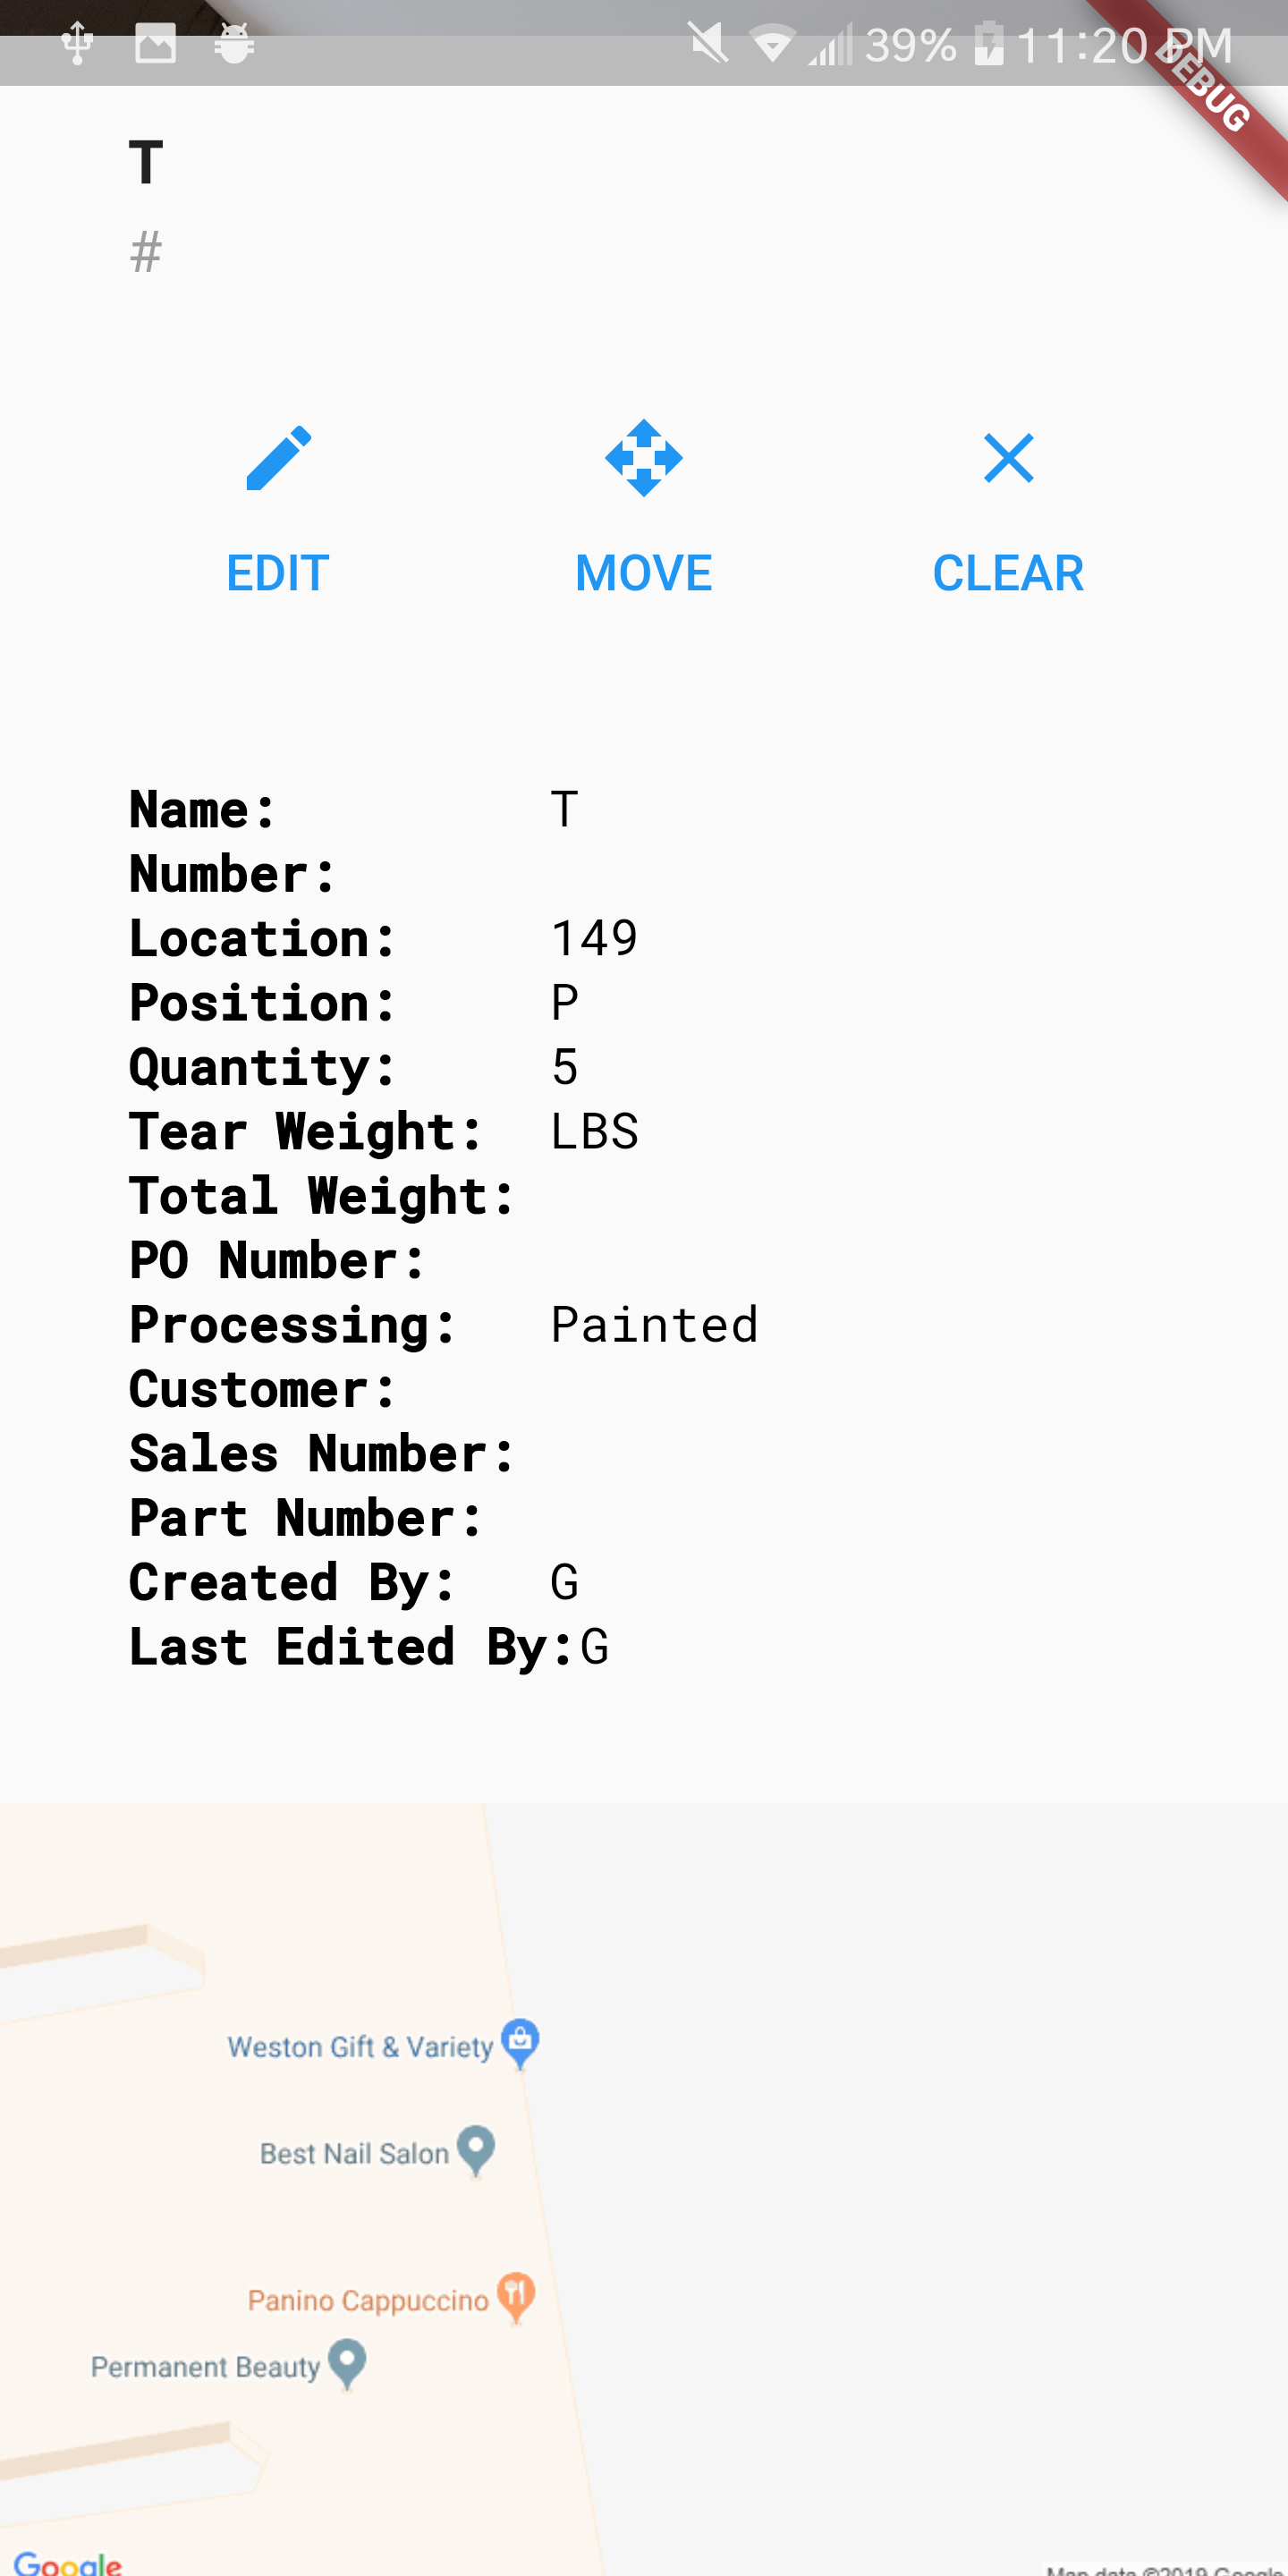 39% 11:20 PM
DEBUG
T
#
EDIT MOVE CLEAR
Name: T
Number:
Location: 149
Position: P
Quantity: 5
Tear Weight: LBS
Total Weight:
PO Number:
Processing: Painted
Customer:
Sales Number:
Part Number:
Created By: G
Last Edited By:G
Weston Gift & Variety
Best Nail Salon
Panino Cappuccino
Permanent Beauty
Google
Map data ©2019 Google